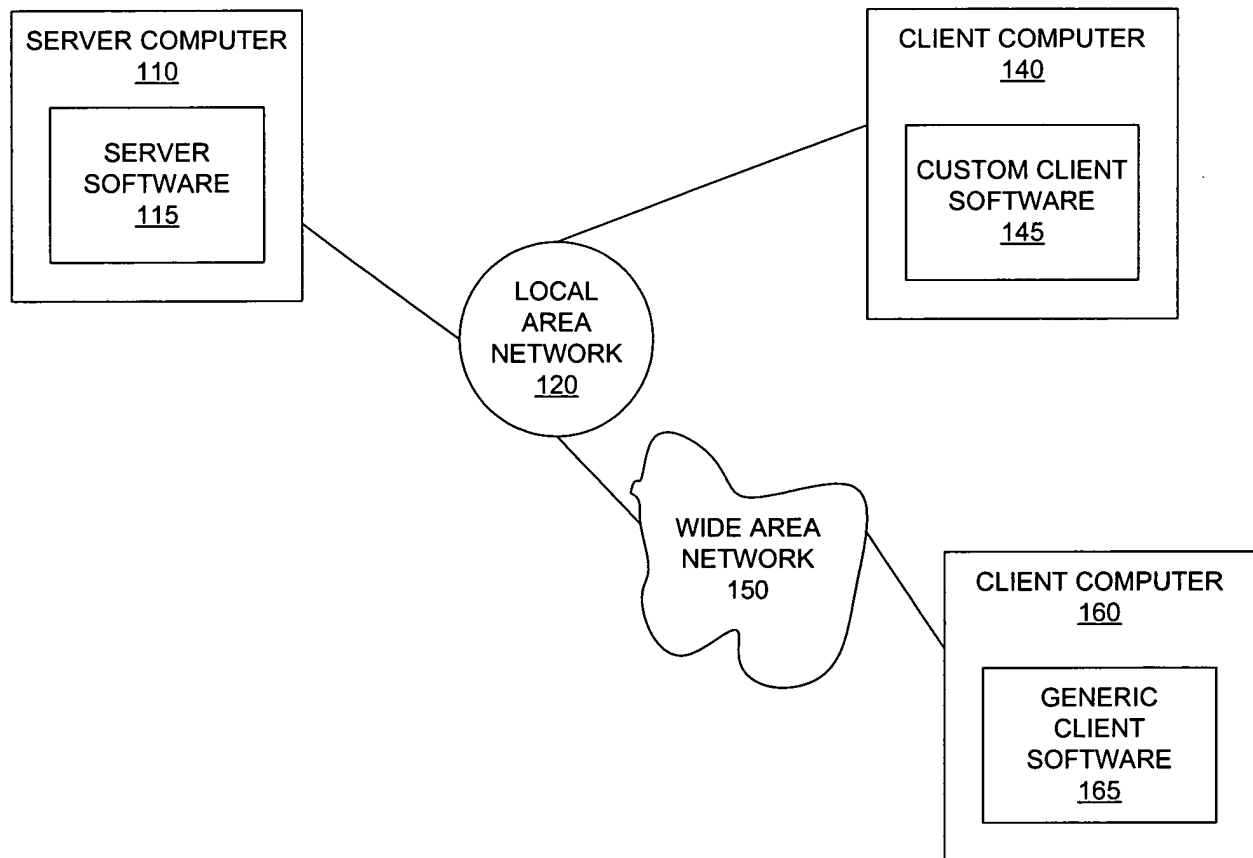 SERVER COMPUTER
110
SERVER
SOFTWARE
115
CLIENT COMPUTER
140
CUSTOM CLIENT
SOFTWARE
145
LOCAL
AREA
NETWORK
120
WIDE AREA
NETWORK
150
CLIENT COMPUTER
160
GENERIC
CLIENT
SOFTWARE
165